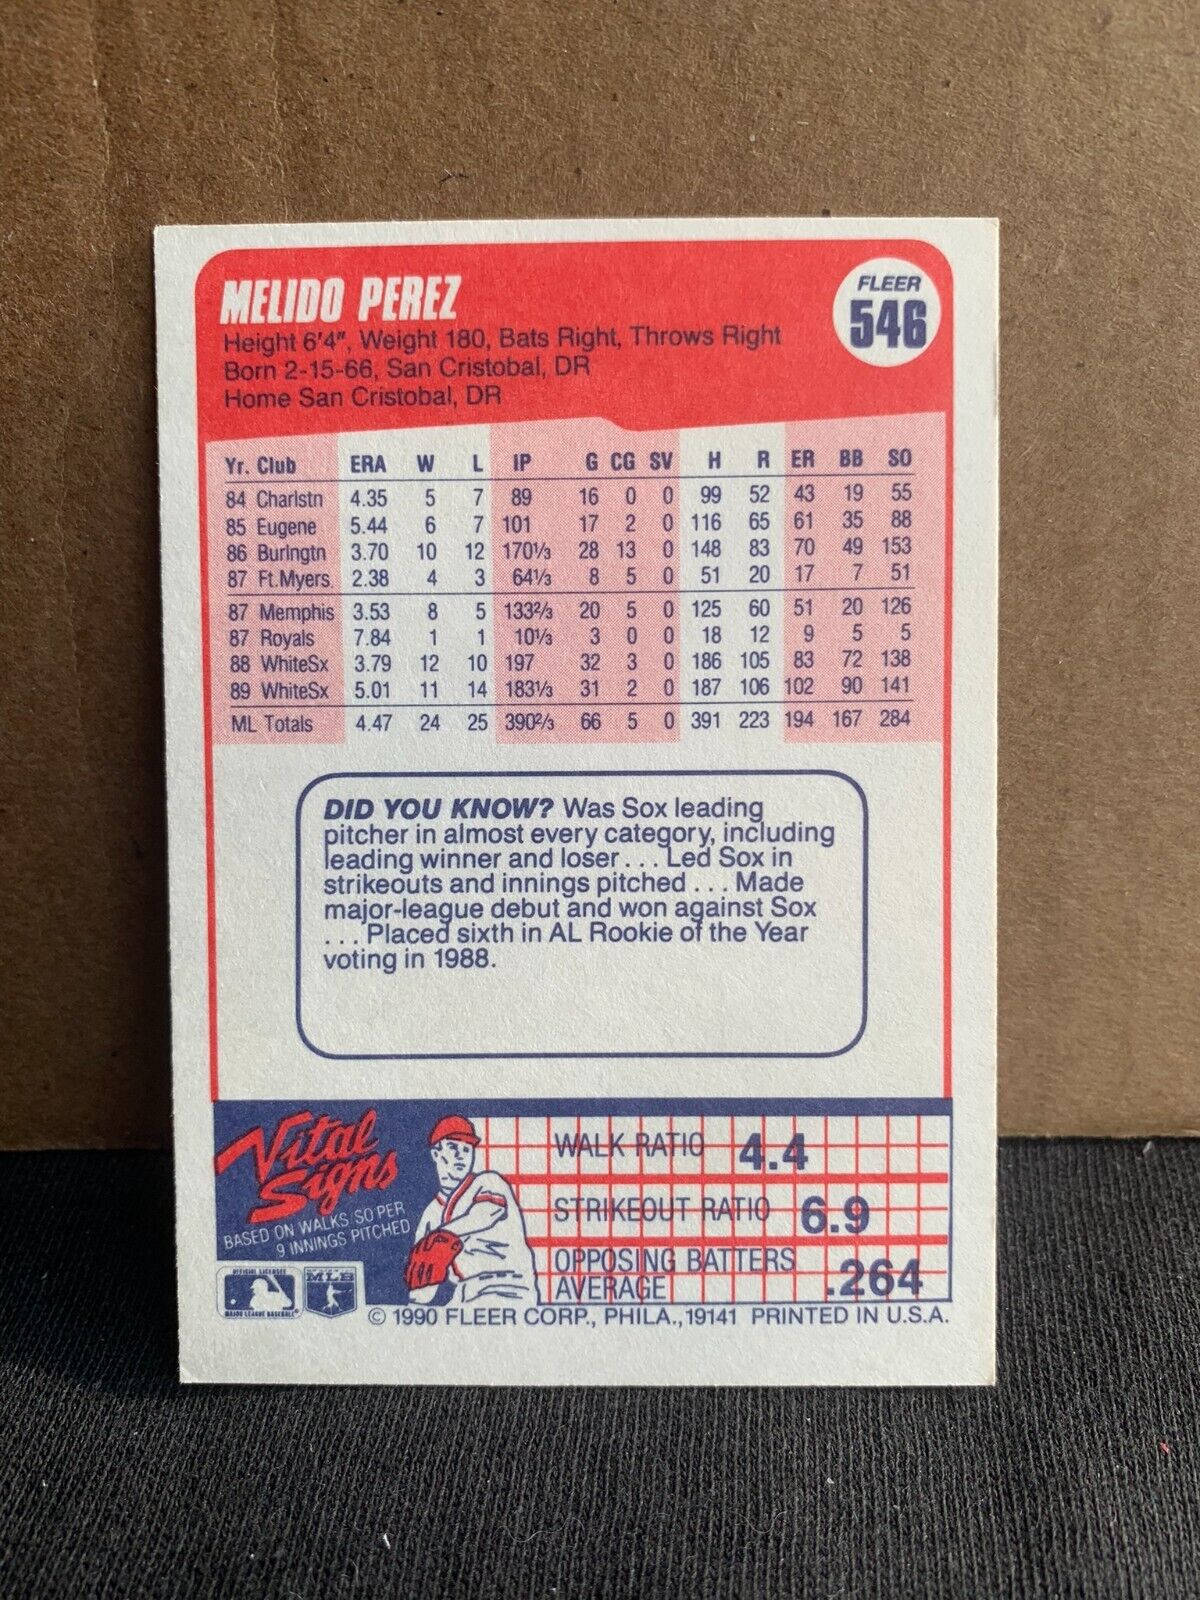 MELIDO PEREZ
FLEER
546
Height 6'4", Weight 180, Bats Right, Throws Right
Born 2-15-66, San Cristobal, DR
Home San Cristobal, DR
Yr. Club ERA W L IP G CG SV H R ER BB SO
84 Charlstn 4.35 5 7 89 16 0 0 99 52 43 19 55
85 Eugene 5.44 6 7 101 17 2 0 116 65 61 35 88
86 Burlngtn 3.70 10 12 170⅓ 28 13 0 148 83 70 49 153
87 Ft.Myers 2.38 4 3 64⅓ 8 5 0 51 20 17 7 51
87 Memphis 3.53 8 5 133⅔ 20 5 0 125 60 51 20 126
87 Royals 7.84 1 1 10⅓ 3 0 0 18 12 9 5 5
88 WhiteSx 3.79 12 10 197 32 3 0 186 105 83 72 138
89 WhiteSx 5.01 11 14 183⅓ 31 2 0 187 106 102 90 141
ML Totals 4.47 24 25 390⅔ 66 5 0 391 223 194 167 284
DID YOU KNOW? Was Sox leading
pitcher in almost every category, including
leading winner and loser... Led Sox in
strikeouts and innings pitched... Made
major-league debut and won against Sox
... Placed sixth in AL Rookie of the Year
voting in 1988.
Vital
Signs
BASED ON WALKS/SO PER
9 INNINGS PITCHED
WALK RATIO 4.4
STRIKEOUT RATIO 6.9
OPPOSING BATTERS
AVERAGE .264
OFFICIAL LICENSEE
MAJOR LEAGUE BASEBALL
MLB
© 1990 FLEER CORP., PHILA., 19141 PRINTED IN U.S.A.